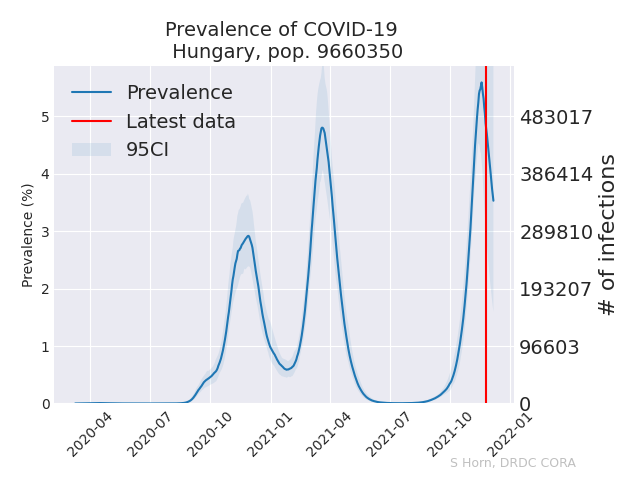 Prevalence of COVID-19
Hungary, pop. 9660350
Prevalence
Latest data
95CI
Prevalence (%)
5
4
3
2
1
0
483017
386414
289810
193207
96603
0
# of infections
2020-04
2020-07
2020-10
2021-01
2021-04
2021-07
2021-10
2022-01
S Horn, DRDC CORA